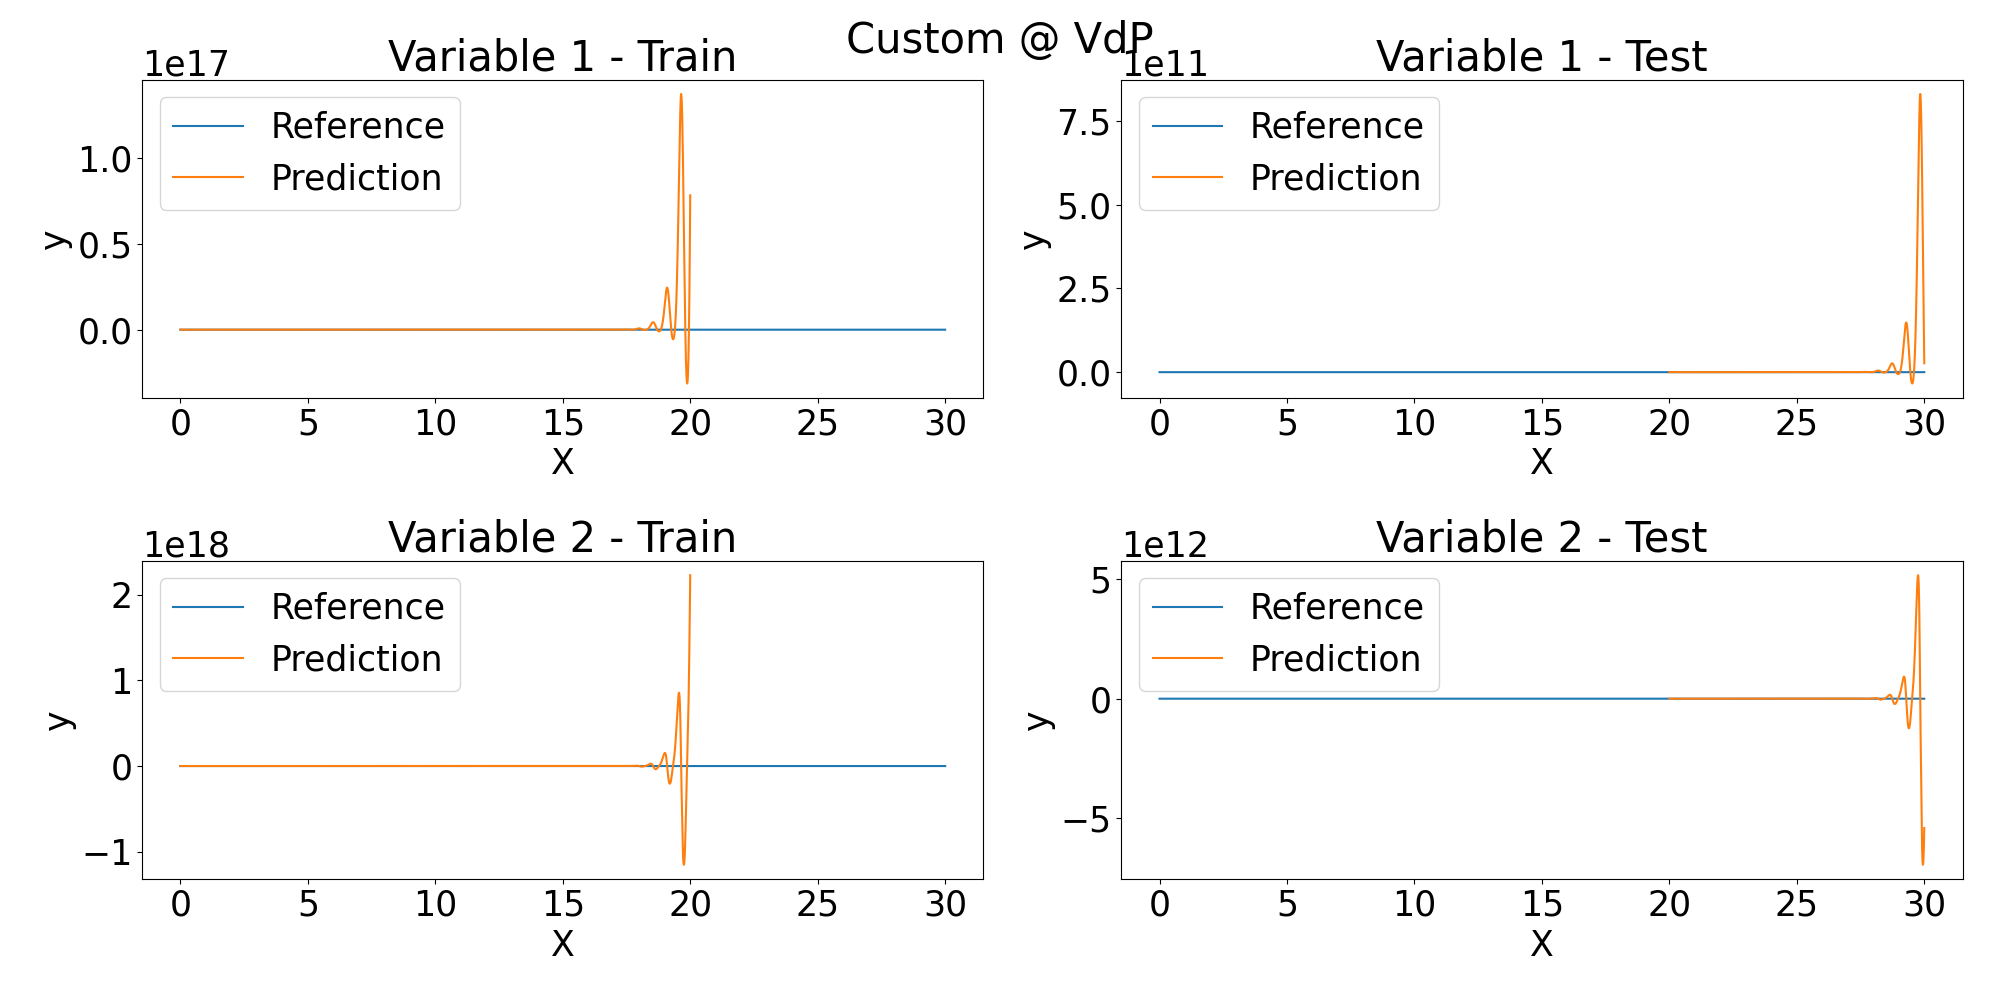 Custom @ VdP
Variable 1 - Train
1e17
Reference
Prediction
1.0
0.5
0.0
y
0 5 10 15 20 25 30
X
Variable 1 - Test
1e11
Reference
Prediction
7.5
5.0
2.5
0.0
y
0 5 10 15 20 25 30
X
Variable 2 - Train
1e18
Reference
Prediction
2
1
0
−1
y
0 5 10 15 20 25 30
X
Variable 2 - Test
1e12
Reference
Prediction
5
0
−5
y
0 5 10 15 20 25 30
X